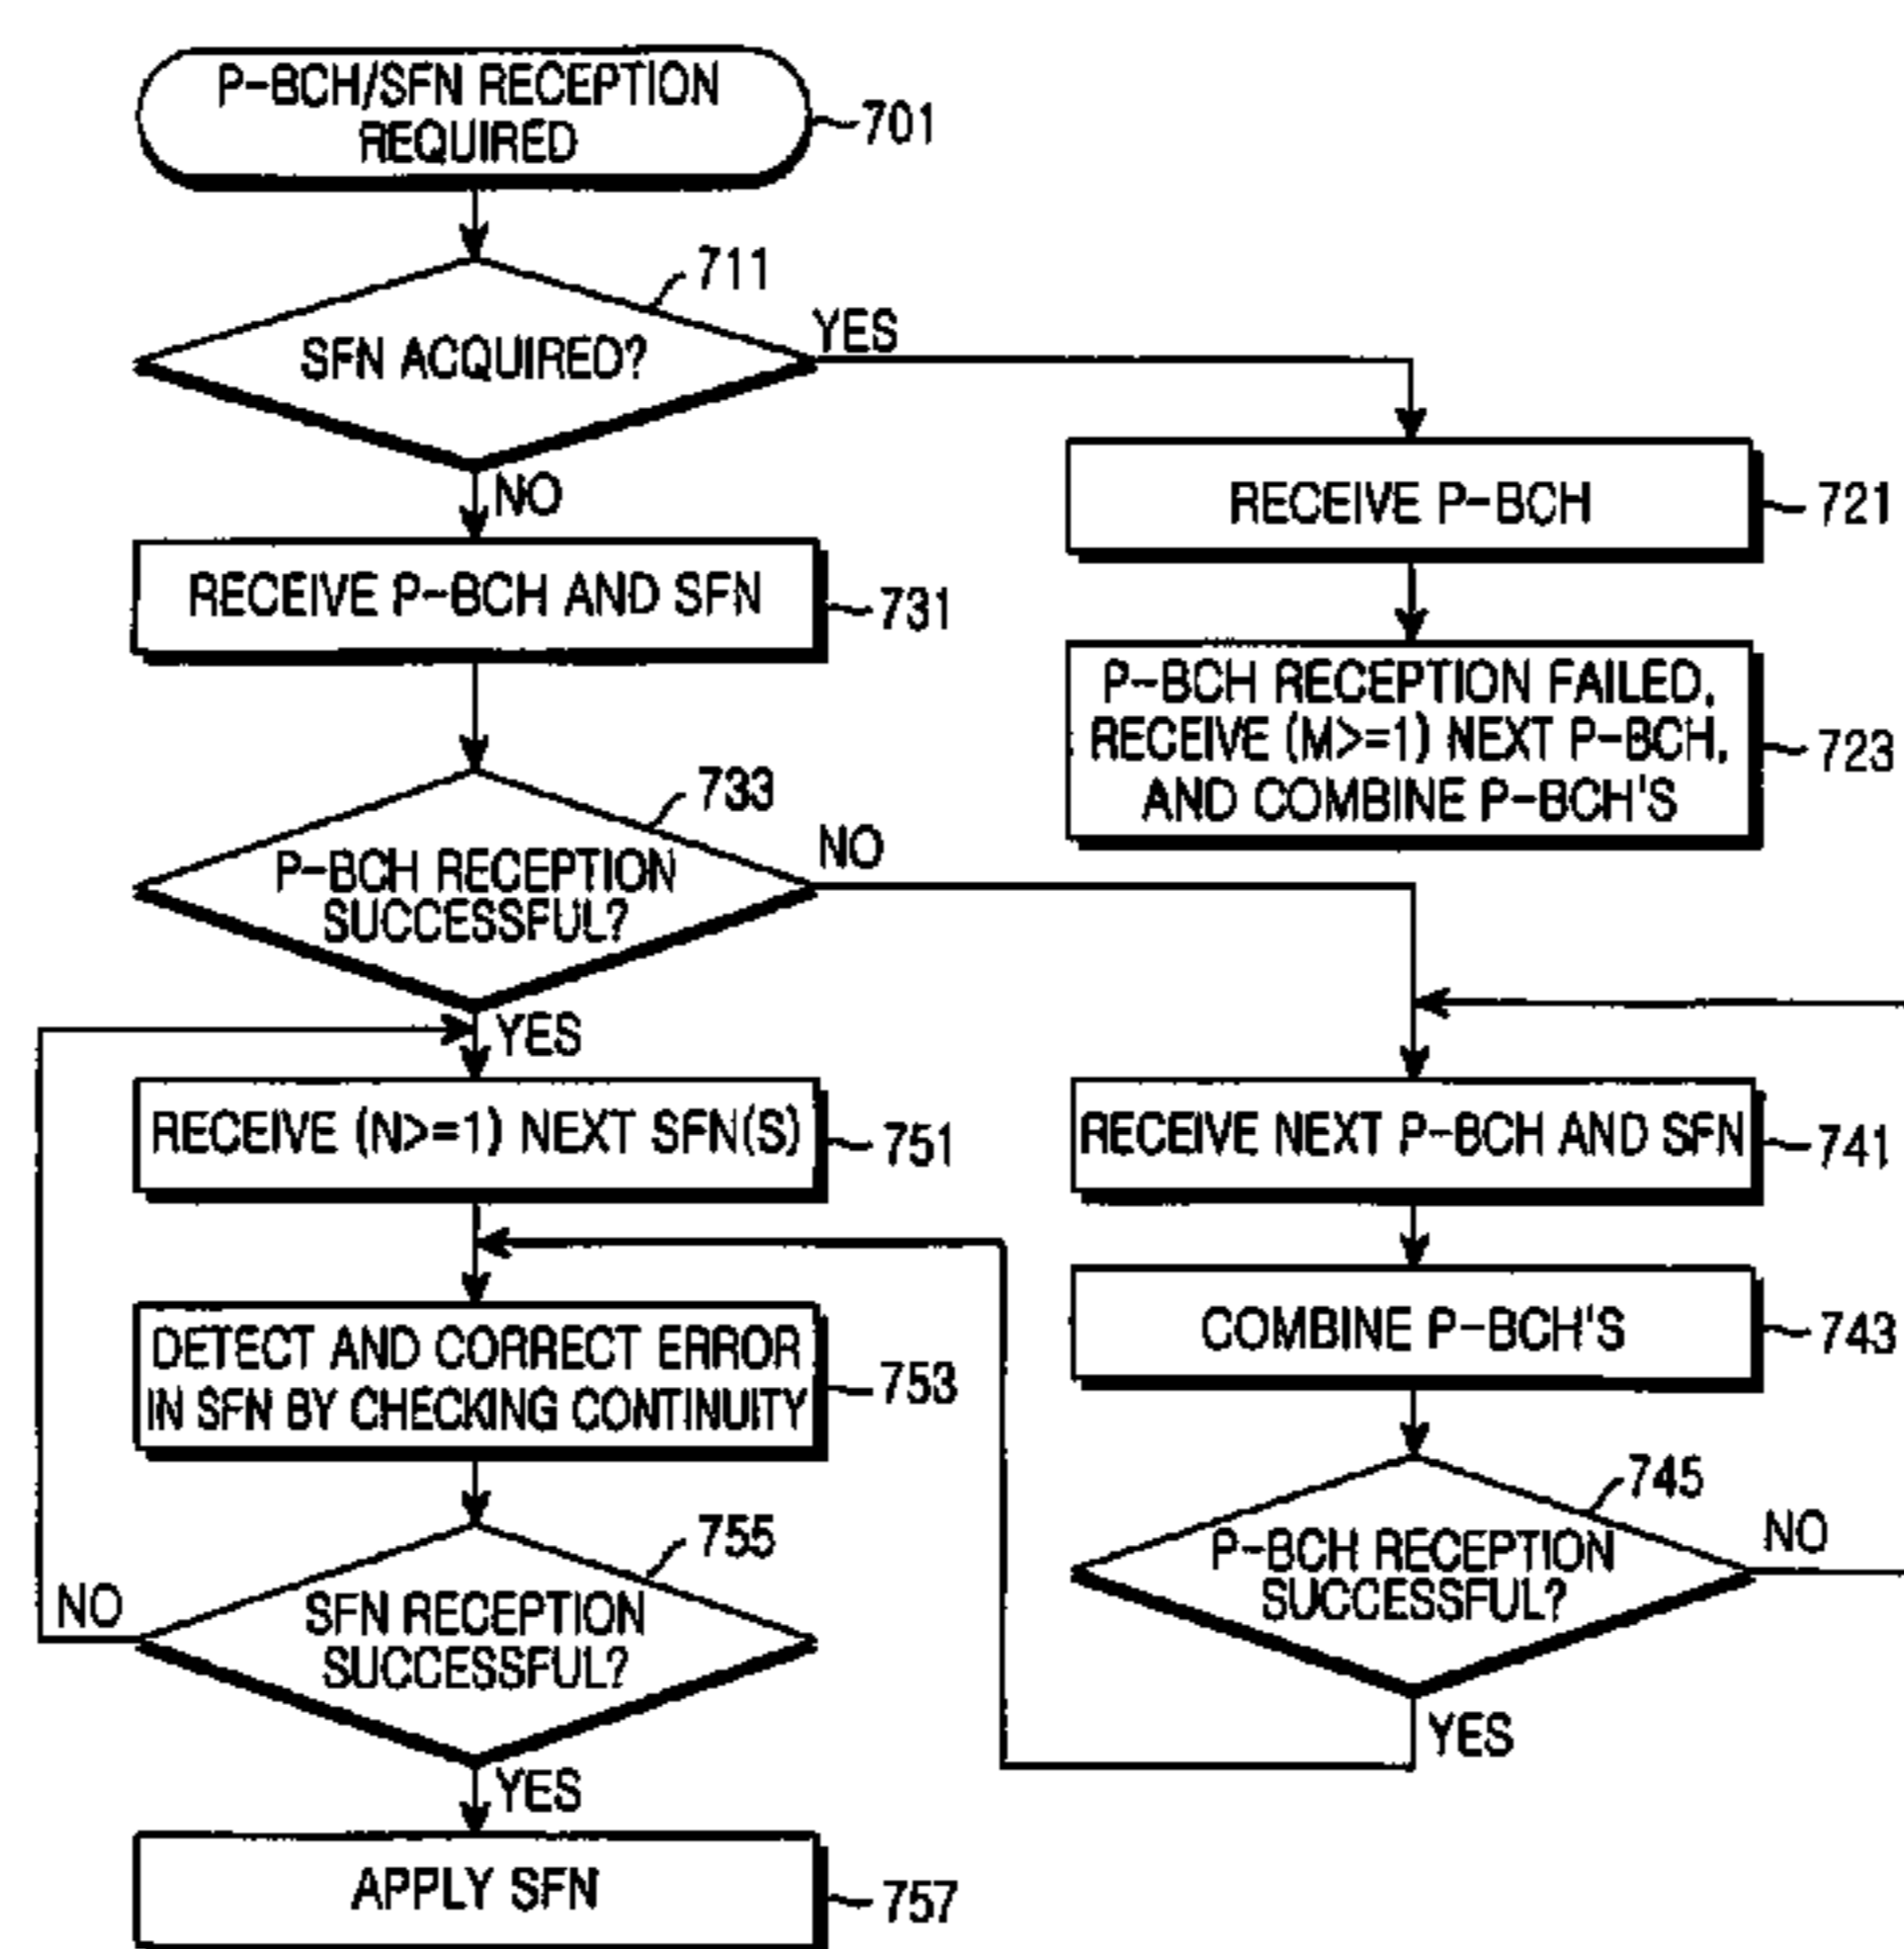 P-BCH/SFN RECEPTION
REQUIRED
701
711
SFN ACQUIRED?
YES
NO
RECEIVE P-BCH
721
RECEIVE P-BCH AND SFN
731
P-BCH RECEPTION FAILED,
RECEIVE (M>=1) NEXT P-BCH,
AND COMBINE P-BCH'S
723
733
P-BCH RECEPTION
SUCCESSFUL?
NO
YES
RECEIVE (N>=1) NEXT SFN(S)
751
RECEIVE NEXT P-BCH AND SFN
741
DETECT AND CORRECT ERROR
IN SFN BY CHECKING CONTINUITY
753
COMBINE P-BCH'S
743
745
P-BCH RECEPTION
SUCCESSFUL?
NO
YES
755
SFN RECEPTION
SUCCESSFUL?
NO
YES
APPLY SFN
757